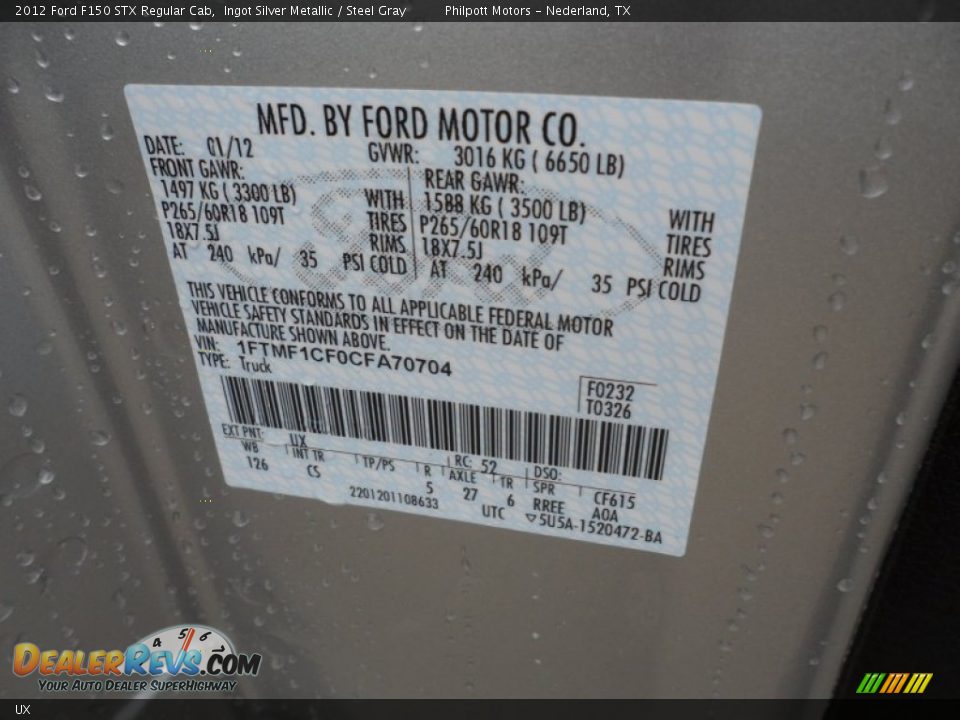 2012 Ford F150 STX Regular Cab, Ingot Silver Metallic / Steel Gray Philpott Motors - Nederland, TX
MFD. BY FORD MOTOR CO.
DATE: 01/12 GVWR: 3016 KG ( 6650 LB)
FRONT GAWR: REAR GAWR:
1497 KG ( 3300 LB) WITH 1588 KG ( 3500 LB) WITH
P265/60R18 109T TIRES P265/60R18 109T TIRES
18X7.5J RIMS 18X7.5J RIMS
AT 240 kPa/ 35 PSI COLD AT 240 kPa/ 35 PSI COLD
THIS VEHICLE CONFORMS TO ALL APPLICABLE FEDERAL MOTOR
VEHICLE SAFETY STANDARDS IN EFFECT ON THE DATE OF
MANUFACTURE SHOWN ABOVE.
VIN: 1FTMF1CF0CFA70704
TYPE: Truck
F0232
T0326
EXT PNT: UX RC: 52 DSO:
WB INT TR TP/PS R AXLE TR SPR CF615
126 CS 5 27 6 RREE AOA
2201201108633 UTC ▽5U5A-1520472-BA
4 5 6
DEALERREVS.COM
YOUR AUTO DEALER SUPERHIGHWAY
UX